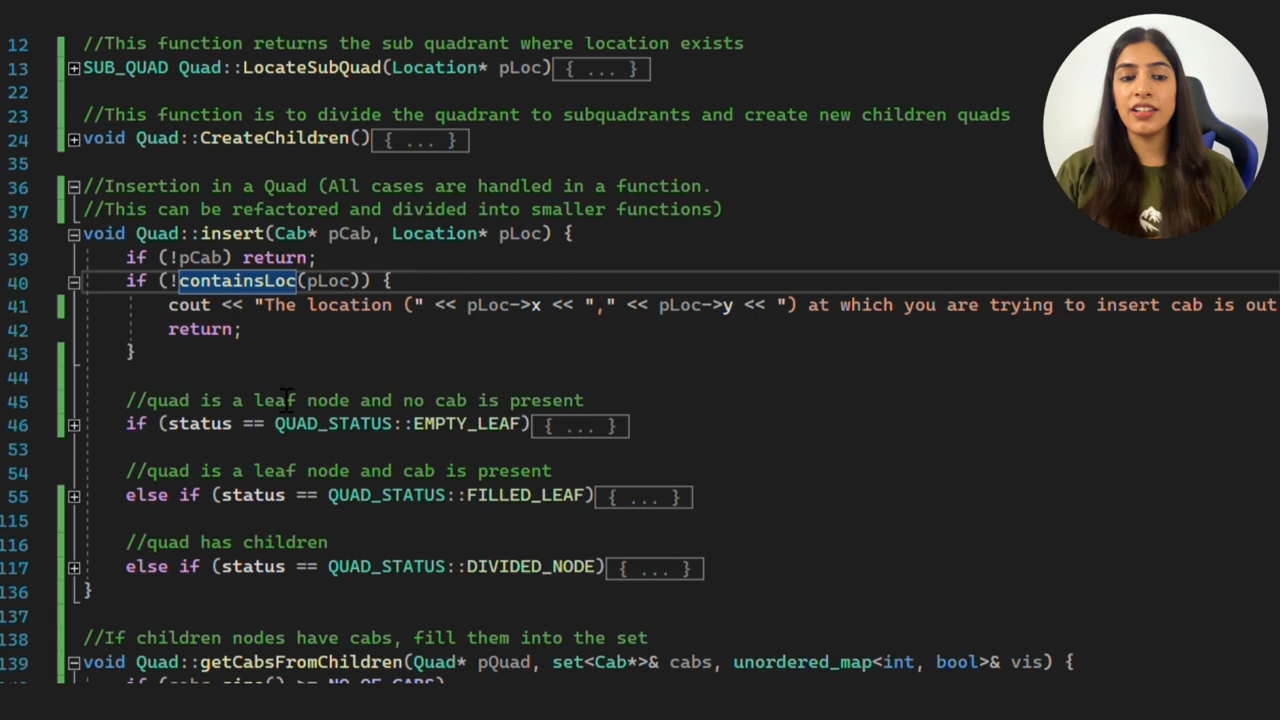 12 //This function returns the sub quadrant where location exists
13 SUB_QUAD Quad::LocateSubQuad(Location* pLoc) { ... }
22
23 //This function is to divide the quadrant to subquadrants and create new children quads
24 void Quad::CreateChildren() { ... }
35
36 //Insertion in a Quad (All cases are handled in a function.
37 //This can be refactored and divided into smaller functions)
38 void Quad::insert(Cab* pCab, Location* pLoc) {
39 if (!pCab) return;
40 if (!containsLoc(pLoc)) {
41 cout << "The location (" << pLoc->x << "," << pLoc->y << ") at which you are trying to insert cab is out
42 return;
43 }
44
45 //quad is a leaf node and no cab is present
46 if (status == QUAD_STATUS::EMPTY_LEAF) { ... }
53
54 //quad is a leaf node and cab is present
55 else if (status == QUAD_STATUS::FILLED_LEAF) { ... }
115
116 //quad has children
117 else if (status == QUAD_STATUS::DIVIDED_NODE) { ... }
136 }
137
138 //If children nodes have cabs, fill them into the set
139 void Quad::getCabsFromChildren(Quad* pQuad, set<Cab*>& cabs, unordered_map<int, bool>& vis) {
if (cabs.size() >= NO_OF_CABS)